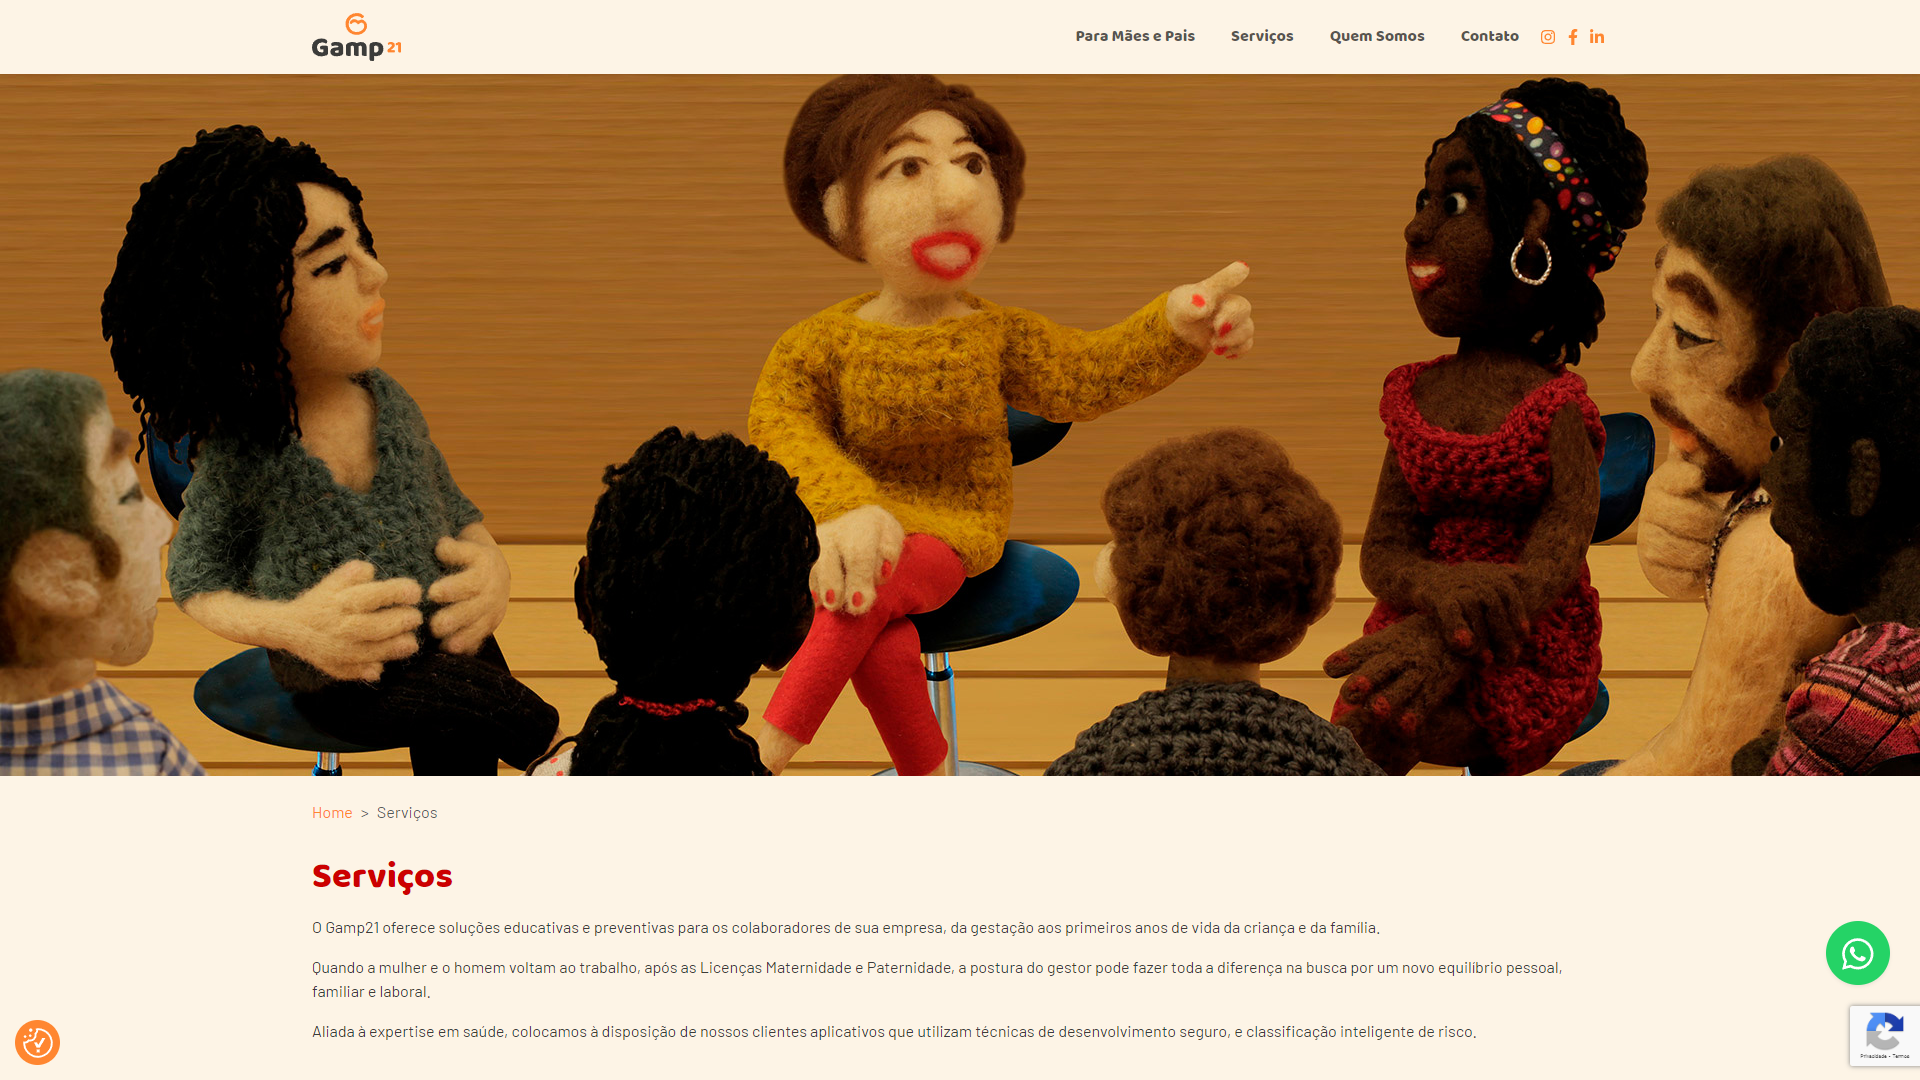 Gamp 21
Para Mães e Pais
Serviços
Quem Somos
Contato
Home > Serviços
Serviços
O Gamp21 oferece soluções educativas e preventivas para os colaboradores de sua empresa, da gestação aos primeiros anos de vida da criança e da família.
Quando a mulher e o homem voltam ao trabalho, após as Licenças Maternidade e Paternidade, a postura do gestor pode fazer toda a diferença na busca por um novo equilíbrio pessoal,
familiar e laboral.
Aliada à expertise em saúde, colocamos à disposição de nossos clientes aplicativos que utilizam técnicas de desenvolvimento seguro, e classificação inteligente de risco.
Privacidade - Termos